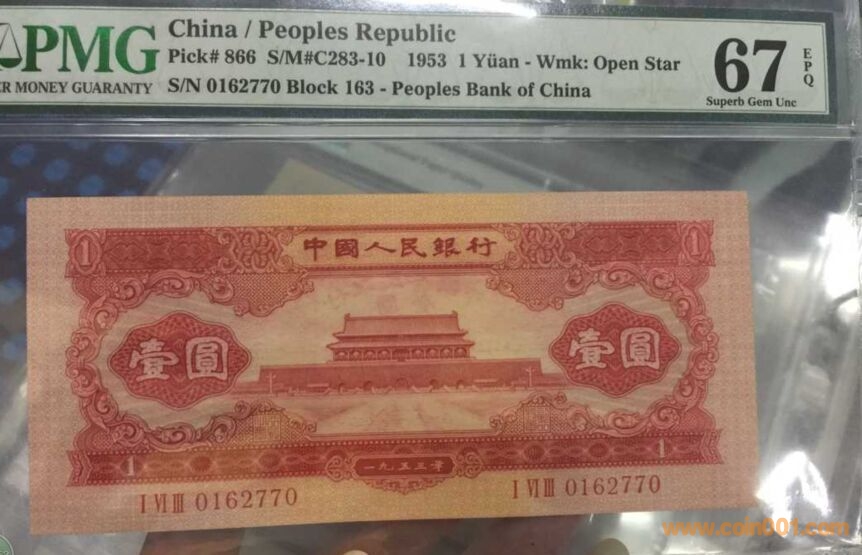 PMG
ER MONEY GUARANTY
China / Peoples Republic
Pick# 866 S/M#C283-10 1953 1 Yüan - Wmk: Open Star
S/N 0162770 Block 163 - Peoples Bank of China
67 EPQ
Superb Gem Unc
1 中國人民銀行 1
壹圓 壹圓
1 一九五三年 1
I VI III 0162770 I VI III 0162770
www.coin001.com